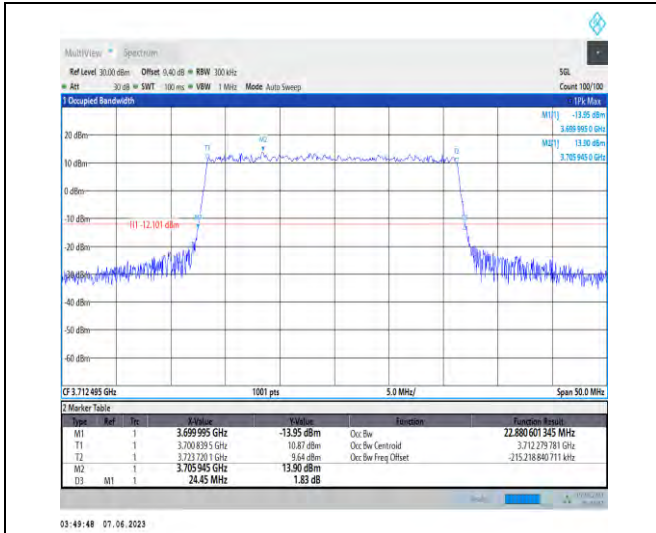 MultiView Spectrum
Ref Level 30.00 dBm Offset 9.40 dB RBW 300 kHz SGL
Att 30 dB SWT 100 ms VBW 1 MHz Mode Auto Sweep Count 100/100
1 Occupied Bandwidth 1Pk Max
M1[1] -13.95 dBm
3.699 995 0 GHz
M2[1] 13.90 dBm
3.705 945 0 GHz
20 dBm
T1 M2 T2
10 dBm
0 dBm
-10 dBm
H1 -12.101 dBm
-20 dBm
-30 dBm
-40 dBm
-50 dBm
-60 dBm
CF 3.712 495 GHz 1001 pts 5.0 MHz/ Span 50.0 MHz
2 Marker Table
Type Ref Trc X-Value Y-Value Function Function Result
M1 1 3.699 995 GHz -13.95 dBm Occ Bw 22.880 601 345 MHz
T1 1 3.700 839 5 GHz 10.87 dBm Occ Bw Centroid 3.712 279 781 GHz
T2 1 3.723 720 1 GHz 9.64 dBm Occ Bw Freq Offset -215.218 840 711 kHz
M2 1 3.705 945 GHz 13.90 dBm
D3 M1 1 24.45 MHz 1.83 dB
03:49:48 07.06.2023